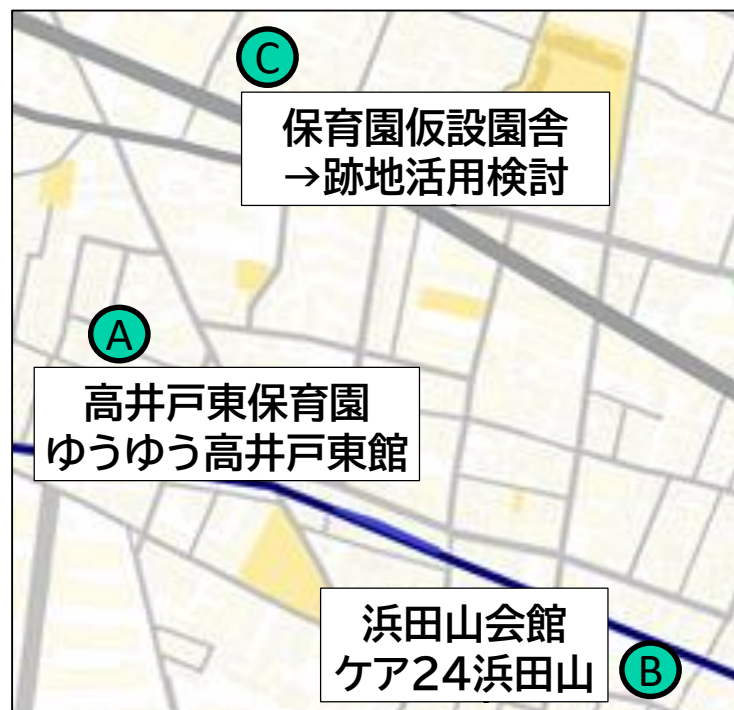 C
保育園仮設園舎
→跡地活用検討
A
高井戸東保育園
ゆうゆう高井戸東館
浜田山会館
ケア24浜田山
B